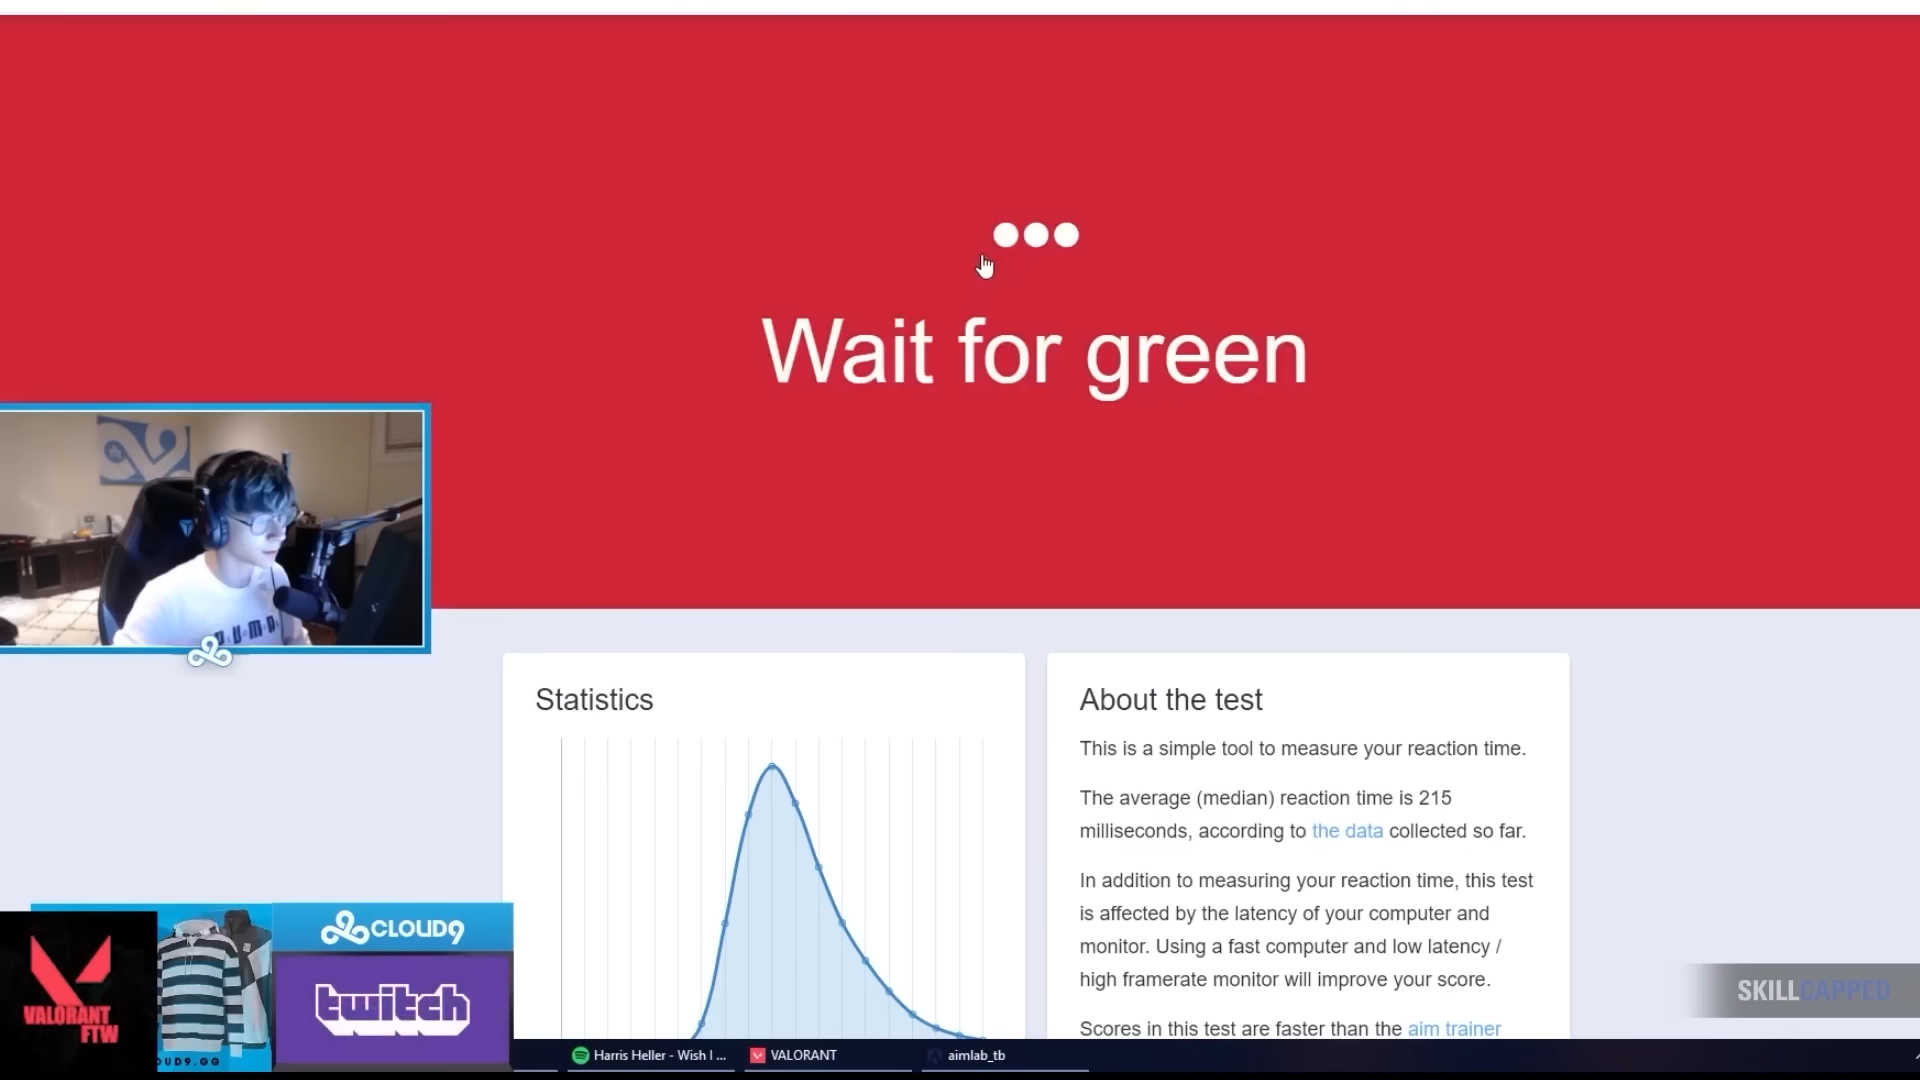 Wait for green
Statistics
About the test
This is a simple tool to measure your reaction time.
The average (median) reaction time is 215
milliseconds, according to the data collected so far.
In addition to measuring your reaction time, this test
is affected by the latency of your computer and
monitor. Using a fast computer and low latency /
high framerate monitor will improve your score.
Scores in this test are faster than the aim trainer
CLOUD9
VALORANT
FTW
twitch
SKILLCAPPED
Harris Heller - Wish I ...
VALORANT
aimlab_tb